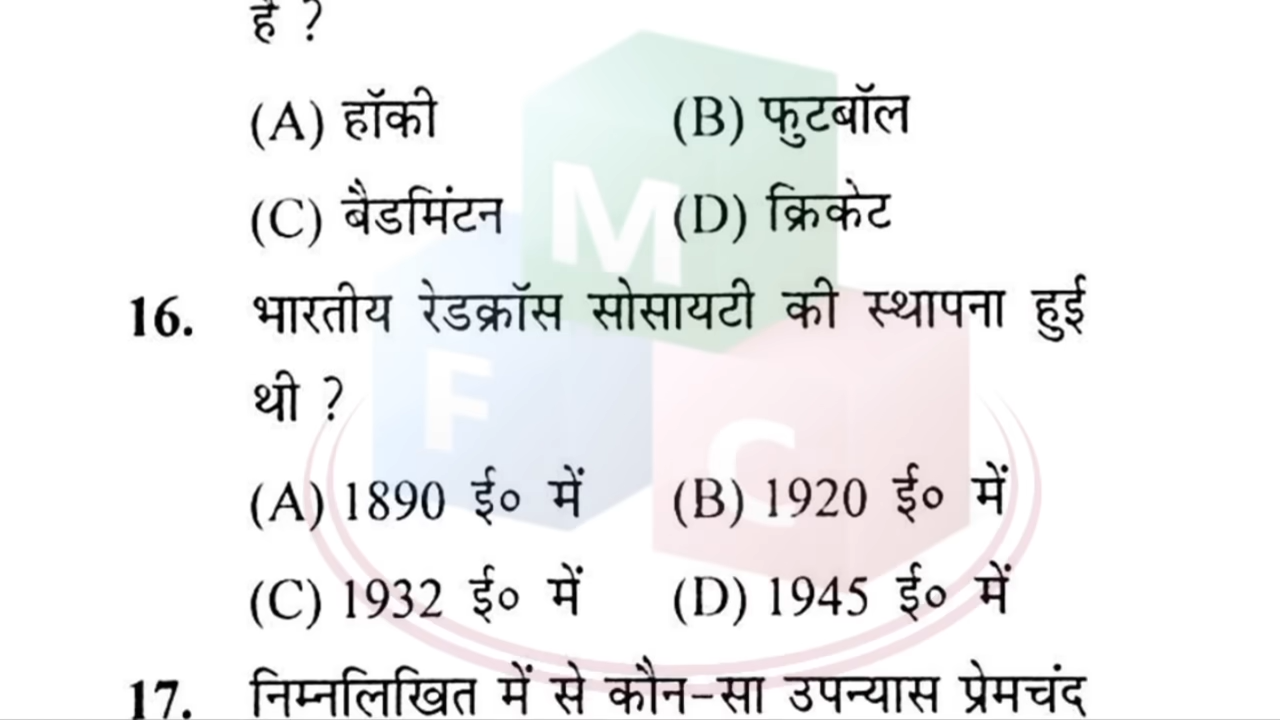 है ?
(A) हॉकी (B) फुटबॉल
(C) बैडमिंटन (D) क्रिकेट
16. भारतीय रेडक्रॉस सोसायटी की स्थापना हुई
थी ?
(A) 1890 ई० में (B) 1920 ई० में
(C) 1932 ई० में (D) 1945 ई० में
17. निम्नलिखित में से कौन-सा उपन्यास प्रेमचंद
M
F
C